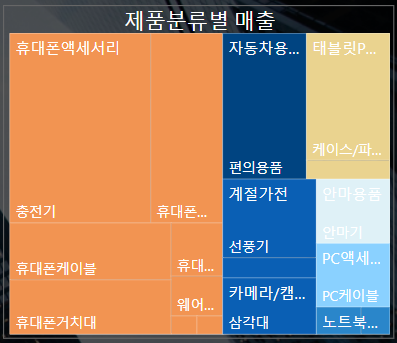 제품분류별 매출
휴대폰액세서리
충전기
휴대폰...
휴대폰케이블
휴대...
휴대폰거치대
웨어...
자동차용...
편의용품
태블릿P...
케이스/파...
계절가전
선풍기
안마용품
안마기
카메라/캠...
삼각대
PC액세...
PC케이블
노트북...